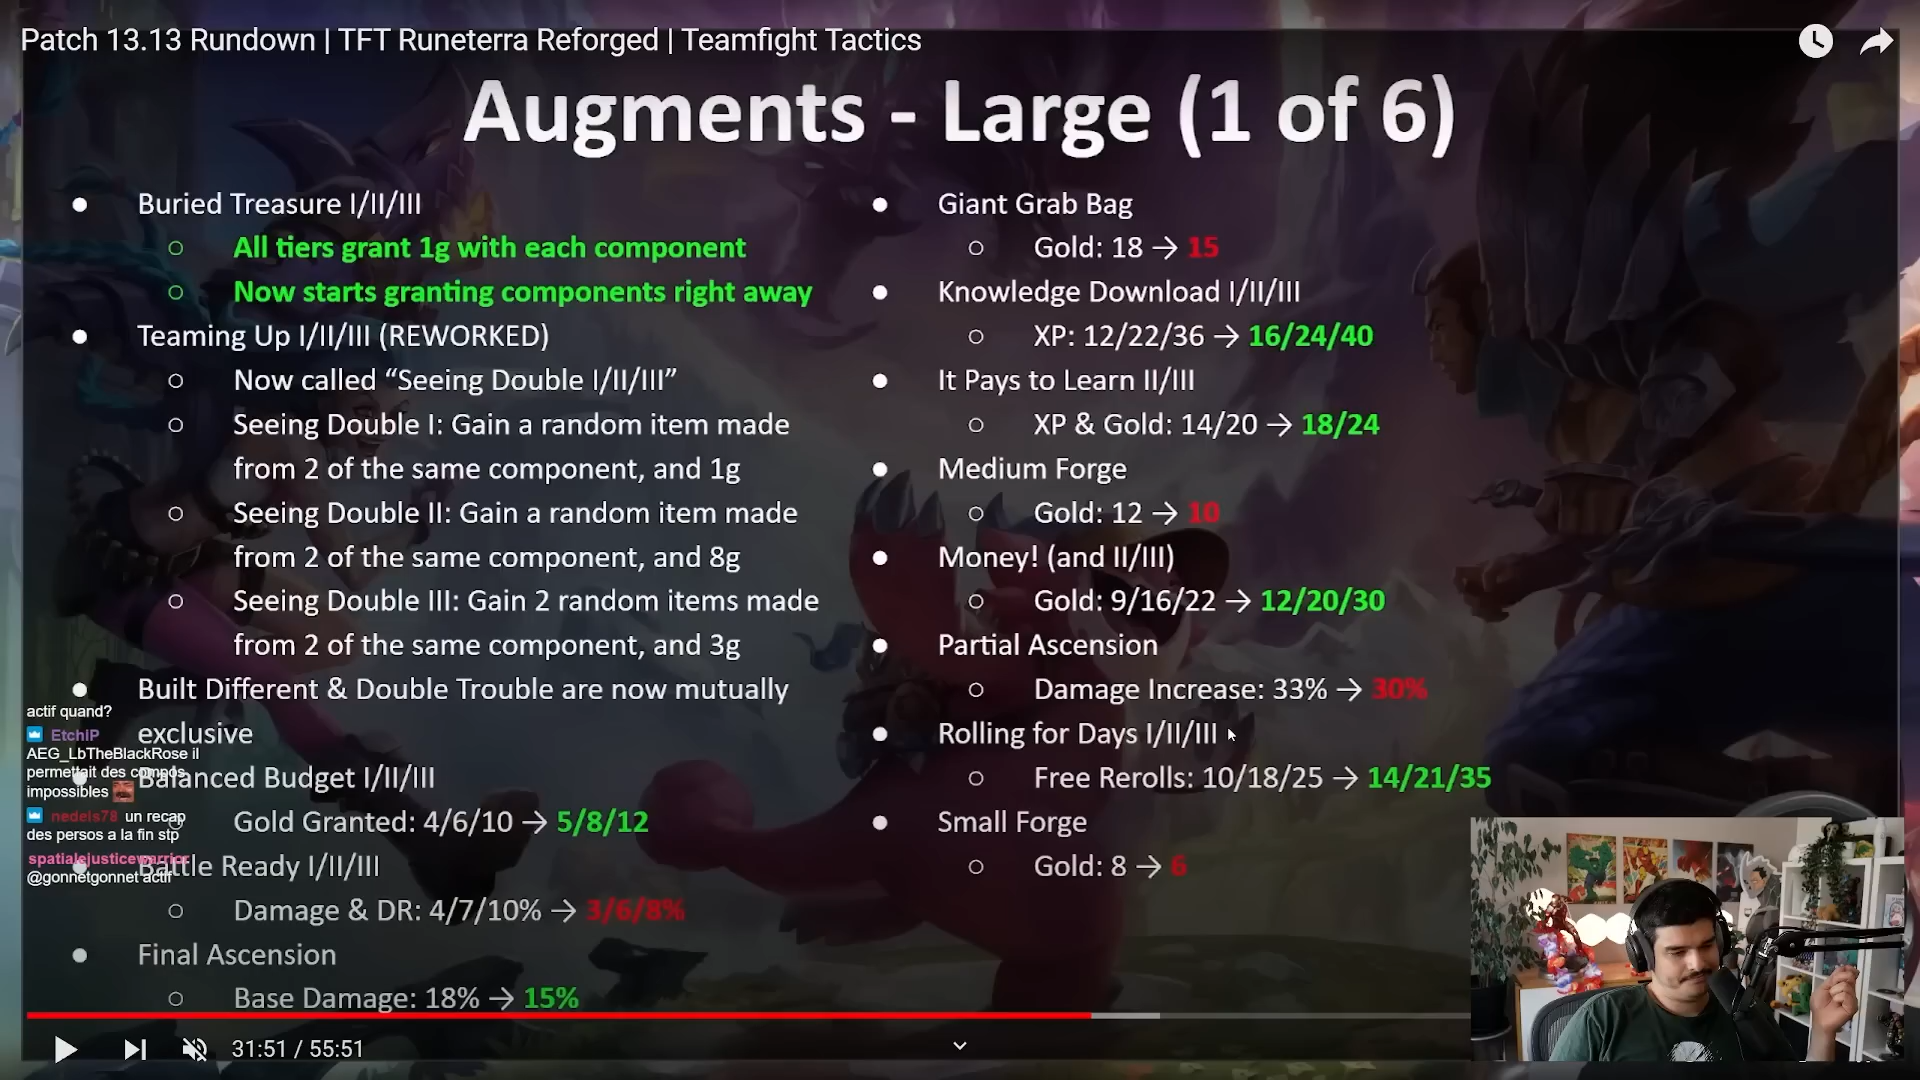 Patch 13.13 Rundown | TFT Runeterra Reforged | Teamfight Tactics
Augments - Large (1 of 6)
Buried Treasure I/II/III
All tiers grant 1g with each component
Now starts granting components right away
Teaming Up I/II/III (REWORKED)
Now called “Seeing Double I/II/III”
Seeing Double I: Gain a random item made
from 2 of the same component, and 1g
Seeing Double II: Gain a random item made
from 2 of the same component, and 8g
Seeing Double III: Gain 2 random items made
from 2 of the same component, and 3g
Built Different & Double Trouble are now mutually
exclusive
Balanced Budget I/II/III
Gold Granted: 4/6/10 → 5/8/12
Battle Ready I/II/III
Damage & DR: 4/7/10% → 3/6/8%
Final Ascension
Base Damage: 18% → 15%
Giant Grab Bag
Gold: 18 → 15
Knowledge Download I/II/III
XP: 12/22/36 → 16/24/40
It Pays to Learn II/III
XP & Gold: 14/20 → 18/24
Medium Forge
Gold: 12 → 10
Money! (and II/III)
Gold: 9/16/22 → 12/20/30
Partial Ascension
Damage Increase: 33% → 30%
Rolling for Days I/II/III
Free Rerolls: 10/18/25 → 14/21/35
Small Forge
Gold: 8 → 6
actif quand?
EtchiP
AEG_LbTheBlackRose il
permettait des compos
impossibles
nedels78 un recap
des persos a la fin stp
spatialejusticewarrior
@gonnetgonnet actif
31:51 / 55:51